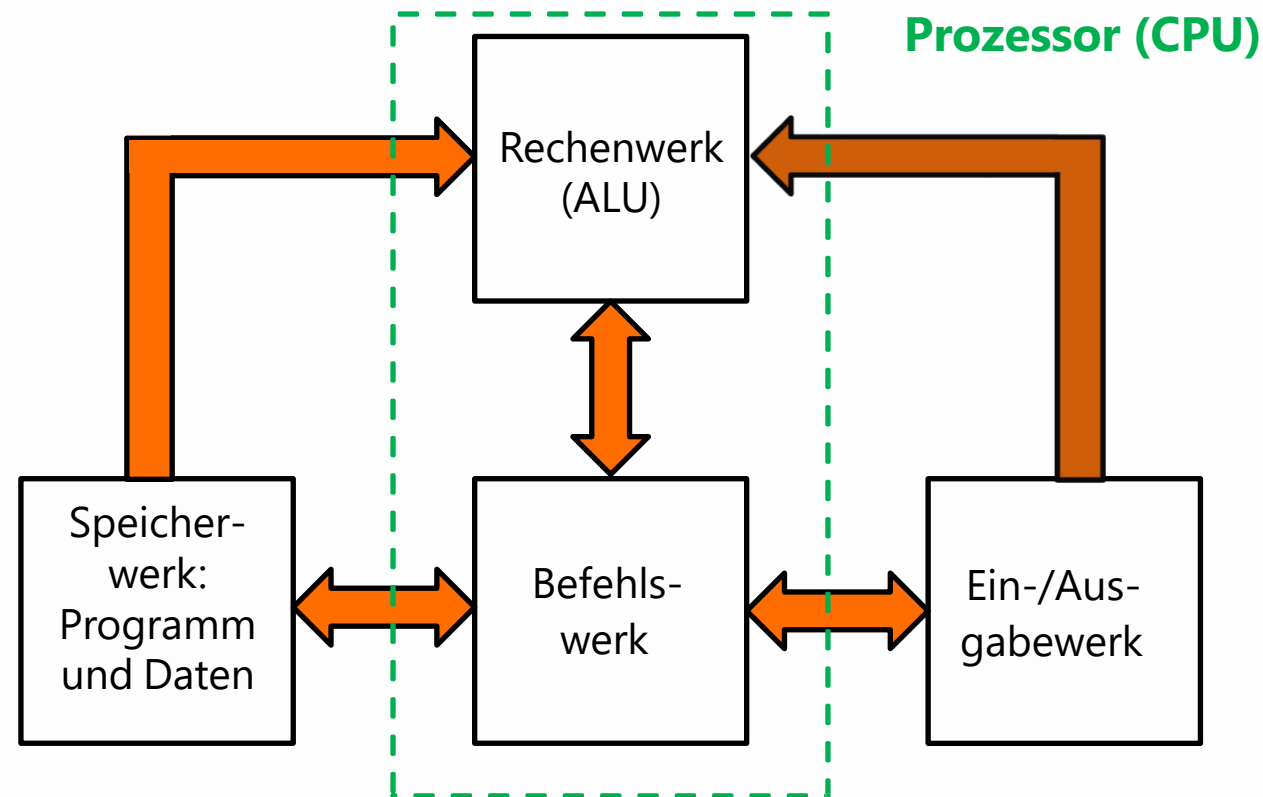 Prozessor (CPU)
Rechenwerk
(ALU)
Speicher-
werk:
Programm
und Daten
Befehls-
werk
Ein-/Aus-
gabewerk